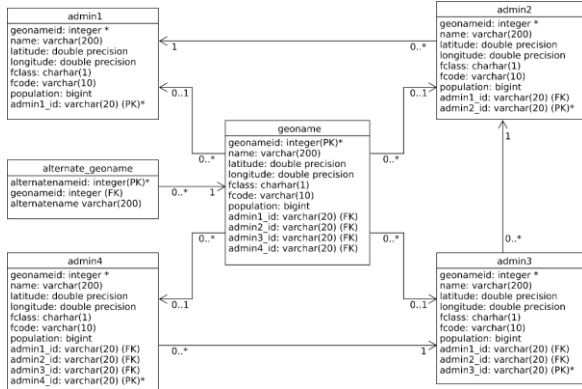 admin1
geonameid: integer *
name: varchar(200)
latitude: double precision
longitude: double precision
fclass: charhar(1)
fcode: varchar(10)
population: bigint
admin1_id: varchar(20) (PK)*
admin2
geonameid: integer *
name: varchar(200)
latitude: double precision
longitude: double precision
fclass: charhar(1)
fcode: varchar(10)
population: bigint
admin1_id: varchar(20) (FK)
admin2_id: varchar(20) (PK)*
1
0..*
0..1
0..1
geoname
geonameid: integer(PK)*
name: varchar(200)
latitude: double precision
longitude: double precision
fclass: charhar(1)
fcode: varchar(10)
population: bigint
admin1_id: varchar(20) (FK)
admin2_id: varchar(20) (FK)
admin3_id: varchar(20) (FK)
admin4_id: varchar(20) (FK)
0..*
0..*
1
alternate_geoname
alternatenameid: integer(PK)*
geonameid: integer (FK)
alternatename varchar(200)
0..*
1
0..*
0..*
0..*
admin4
geonameid: integer *
name: varchar(200)
latitude: double precision
longitude: double precision
fclass: charhar(1)
fcode: varchar(10)
population: bigint
admin1_id: varchar(20) (FK)
admin2_id: varchar(20) (FK)
admin3_id: varchar(20) (FK)
admin4_id: varchar(20) (PK)*
0..1
0..1
admin3
geonameid: integer *
name: varchar(200)
latitude: double precision
longitude: double precision
fclass: charhar(1)
fcode: varchar(10)
population: bigint
admin1_id: varchar(20) (FK)
admin2_id: varchar(20) (FK)
admin3_id: varchar(20) (PK)*
0..*
1